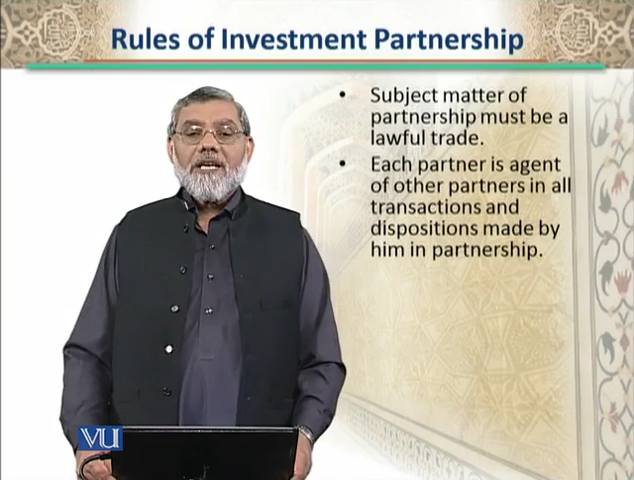 Rules of Investment Partnership
• Subject matter of
partnership must be a
lawful trade.
• Each partner is agent
of other partners in all
transactions and
dispositions made by
him in partnership.
VU